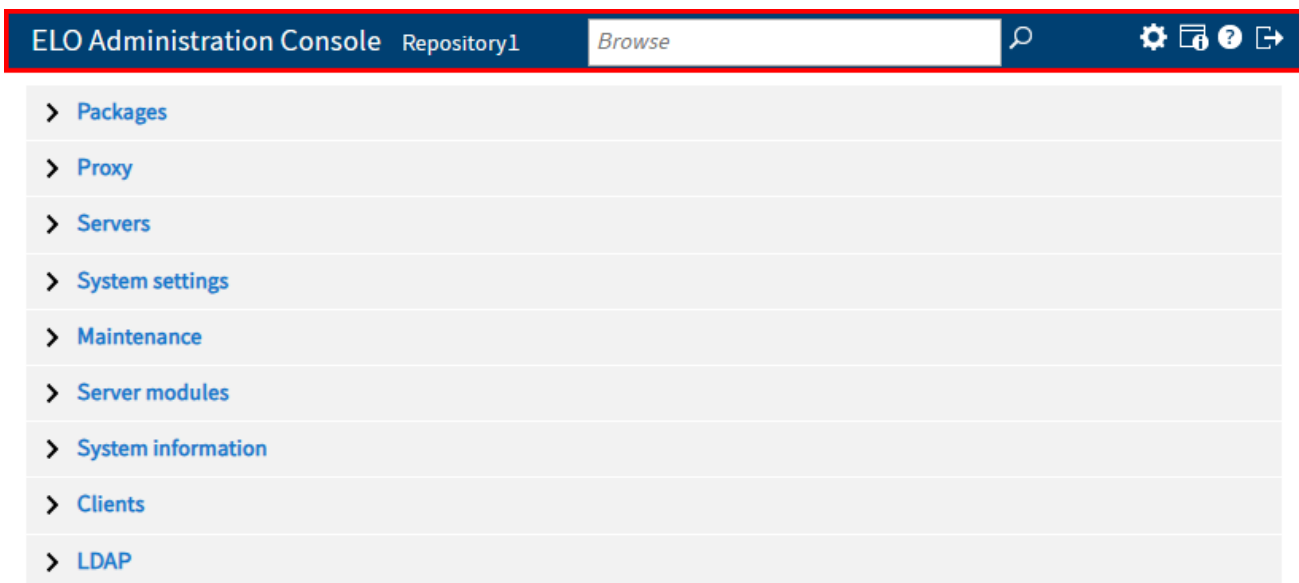 ELO Administration Console Repository1 Browse
Packages
Proxy
Servers
System settings
Maintenance
Server modules
System information
Clients
LDAP